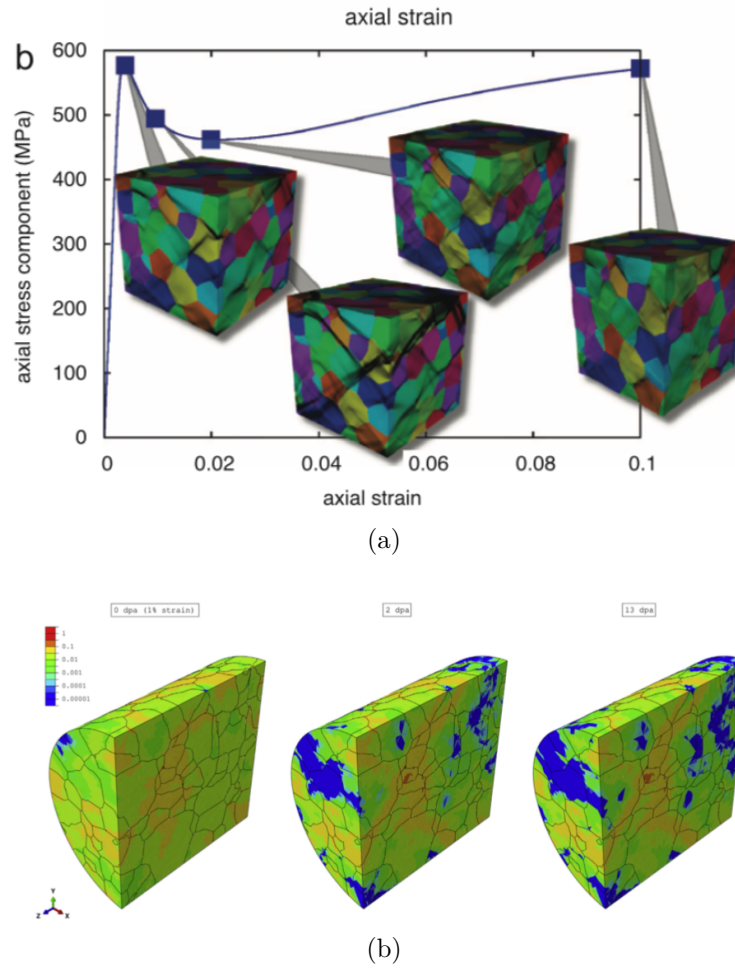 axial strain
b
600
500
400
300
200
100
0
axial stress component (MPa)
0 0.02 0.04 0.06 0.08 0.1
axial strain
(a)
0 dpa (1% strain)
2 dpa
13 dpa
1
0.1
0.01
0.001
0.0001
0.00001
Y
Z X
(b)